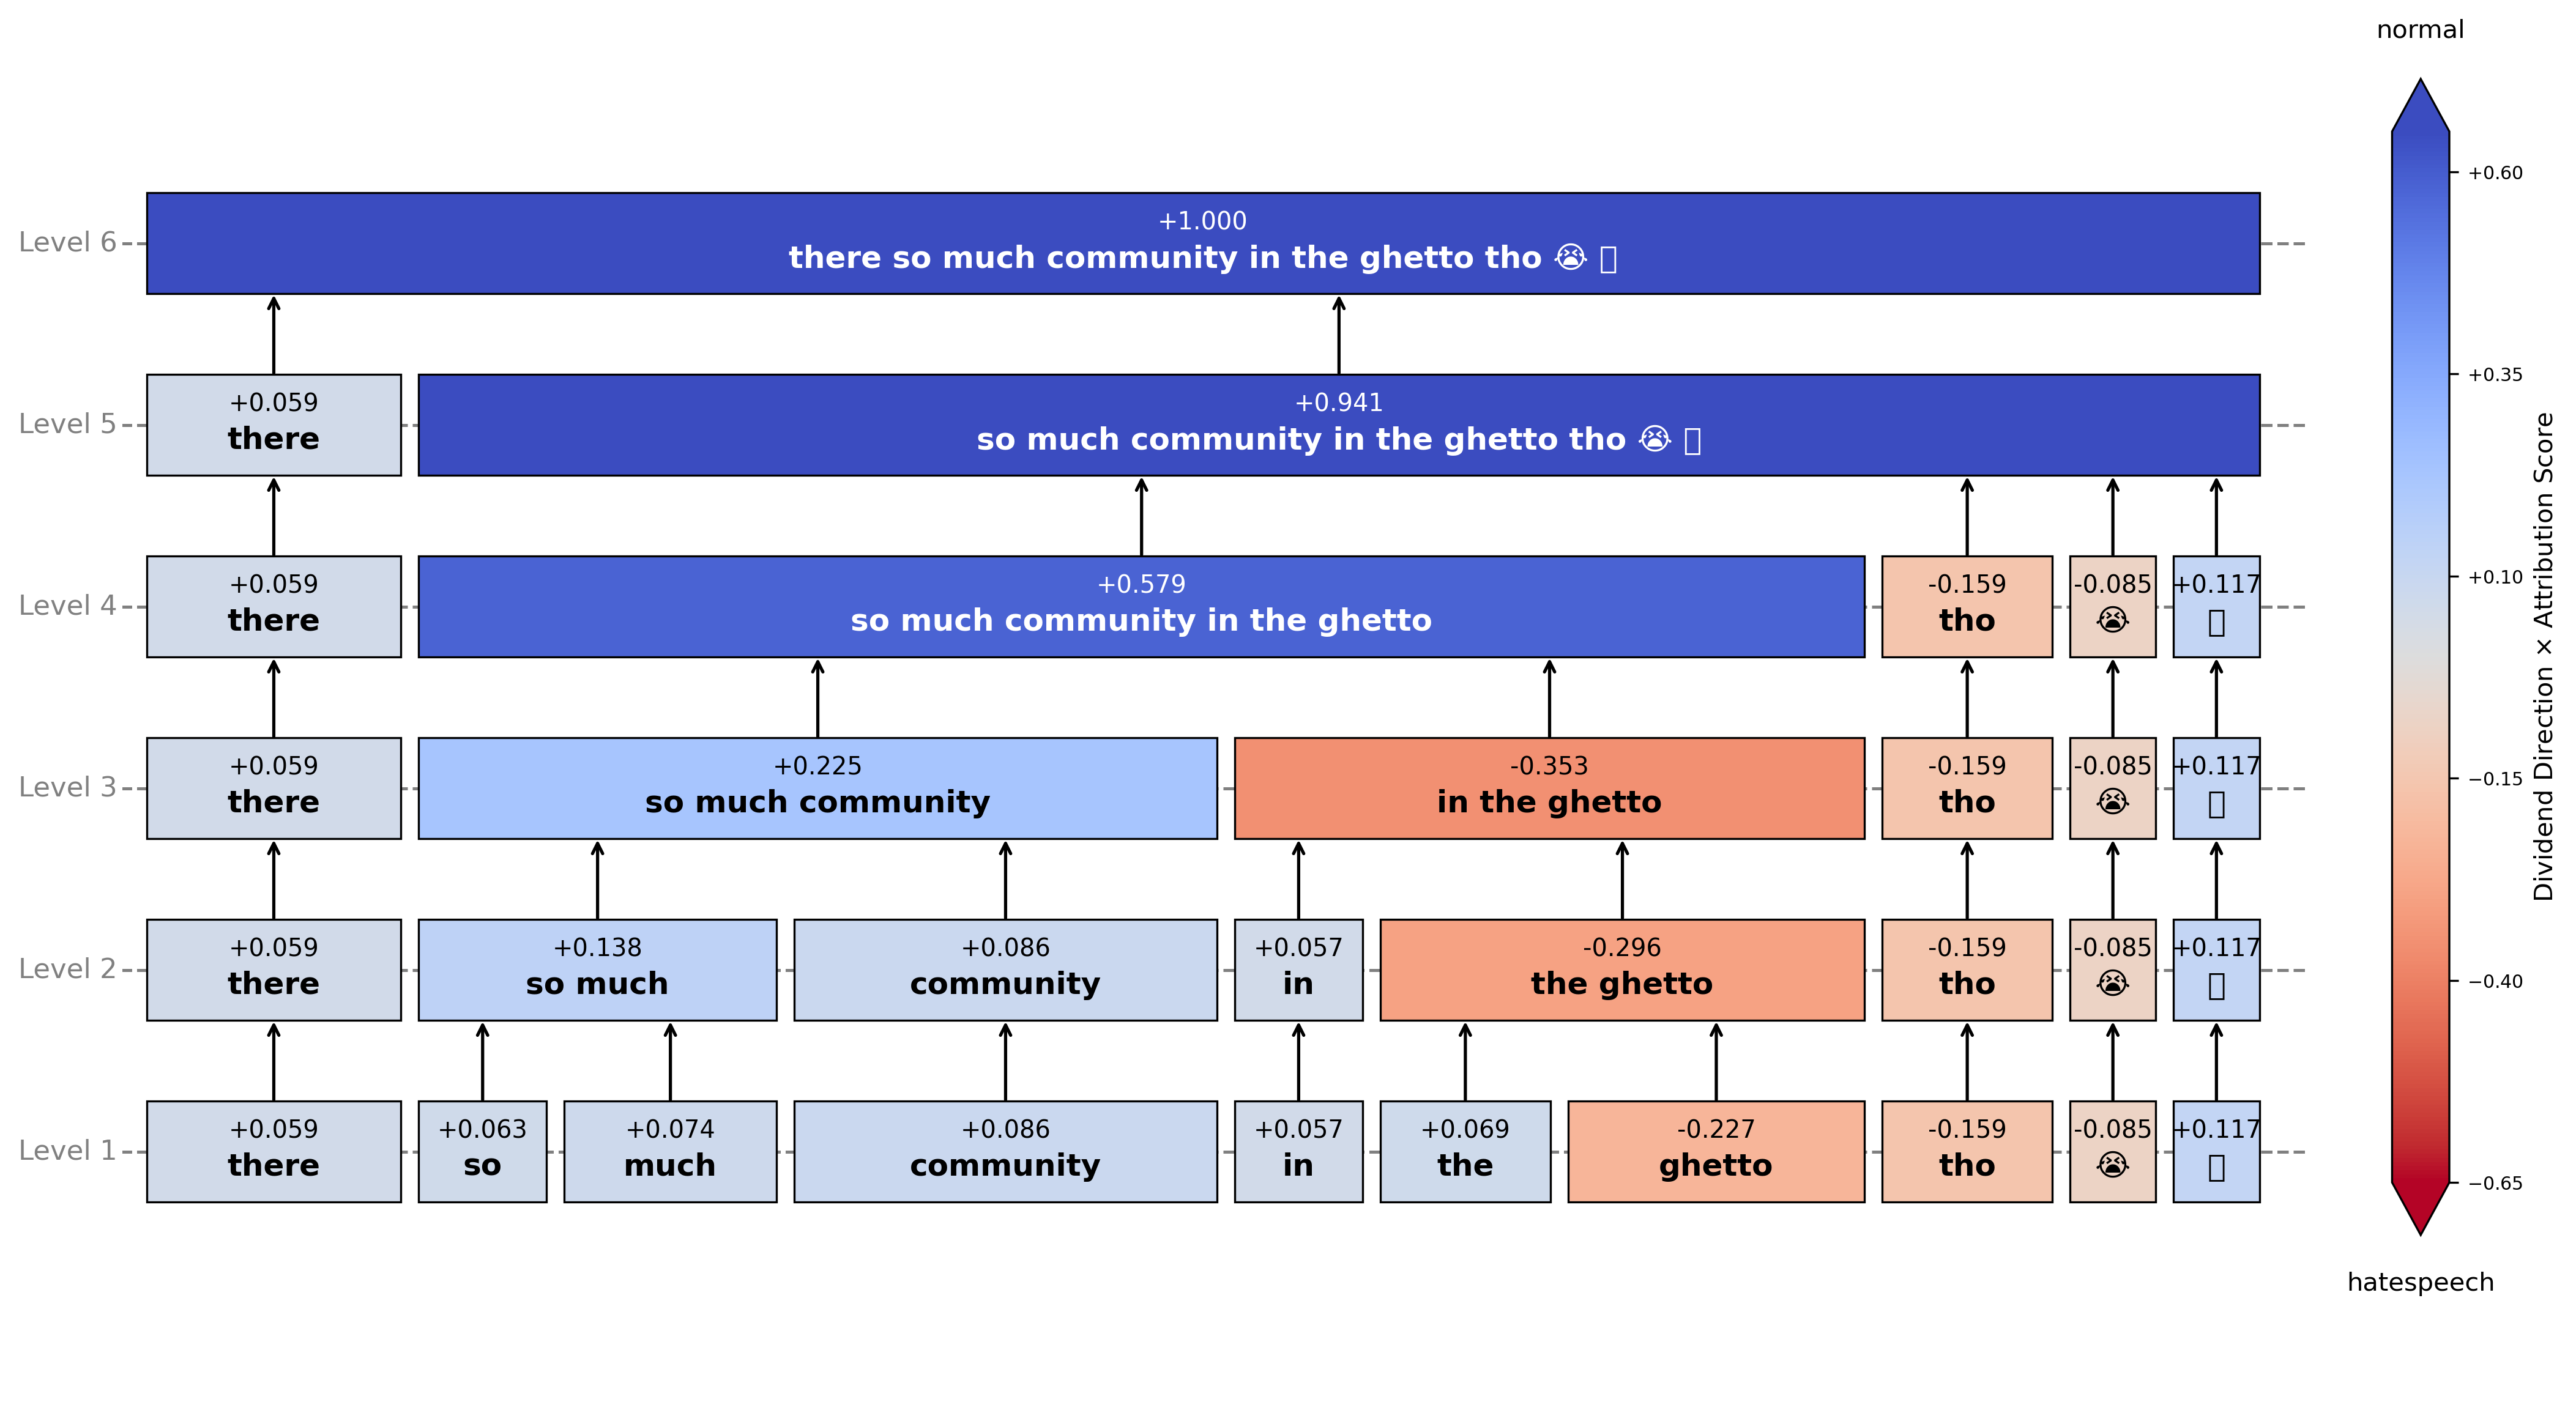 normal
Level 6
+1.000
there so much community in the ghetto tho 😭 
Level 5
+0.059
there
+0.941
so much community in the ghetto tho 😭 
Level 4
+0.059
there
+0.579
so much community in the ghetto
-0.159
tho
-0.085
😭
+0.117
Level 3
+0.059
there
+0.225
so much community
-0.353
in the ghetto
-0.159
tho
-0.085
😭
+0.117
Level 2
+0.059
there
+0.138
so much
+0.086
community
+0.057
in
-0.296
the ghetto
-0.159
tho
-0.085
😭
+0.117
Level 1
+0.059
there
+0.063
so
+0.074
much
+0.086
community
+0.057
in
+0.069
the
-0.227
ghetto
-0.159
tho
-0.085
😭
+0.117
+0.60
+0.35
+0.10
−0.15
−0.40
−0.65
Dividend Direction × Attribution Score
hatespeech